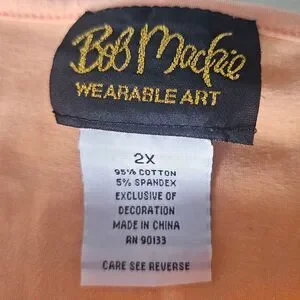 Bob Mackie
WEARABLE ART
2X
95% COTTON
5% SPANDEX
EXCLUSIVE OF
DECORATION
MADE IN CHINA
RN 90133
CARE SEE REVERSE